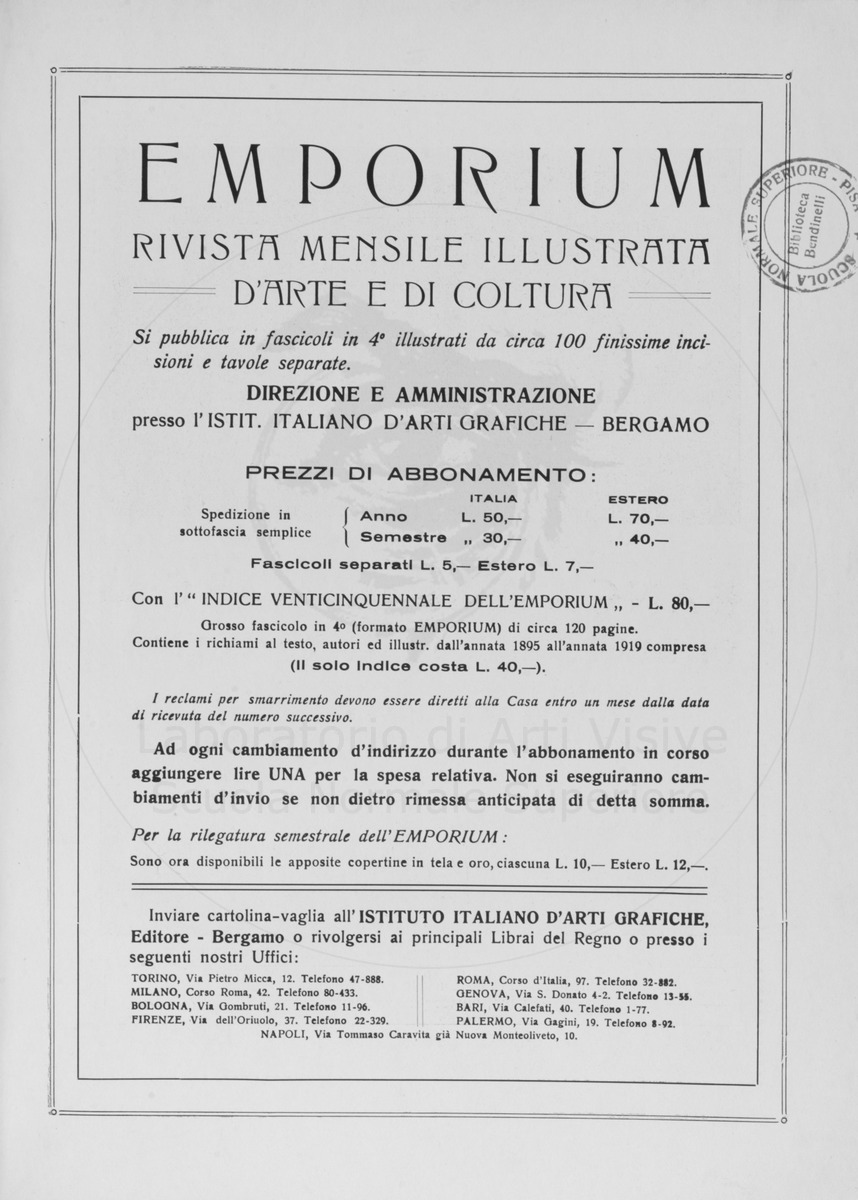 EMPORIUM
RIVISTA MENSILE ILLUSTRATA
D'ARTE E DI COLTURA
Si pubblica in fascicoli in 4º illustrati da circa 100 finissime inci-
sioni e tavole separate.
DIREZIONE E AMMINISTRAZIONE
presso l'ISTIT. ITALIANO D'ARTI GRAFICHE — BERGAMO
PREZZI DI ABBONAMENTO:
ITALIA ESTERO
Spedizione in sottofascia semplice { Anno L. 50,— L. 70,—
Semestre „ 30,— „ 40,—
Fascicoli separati L. 5,— Estero L. 7,—
Con l'“ INDICE VENTICINQUENNALE DELL'EMPORIUM „ - L. 80,—
Grosso fascicolo in 4º (formato EMPORIUM) di circa 120 pagine.
Contiene i richiami al testo, autori ed illustr. dall'annata 1895 all'annata 1919 compresa
(Il solo Indice costa L. 40,—).
I reclami per smarrimento devono essere diretti alla Casa entro un mese dalla data
di ricevuta del numero successivo.
Laboratorio di Arti Visive
Ad ogni cambiamento d'indirizzo durante l'abbonamento in corso
aggiungere lire UNA per la spesa relativa. Non si eseguiranno cam-
Scuola Normale Superiore
biamenti d'invio se non dietro rimessa anticipata di detta somma.
Per la rilegatura semestrale dell'EMPORIUM:
Sono ora disponibili le apposite copertine in tela e oro, ciascuna L. 10,— Estero L. 12,—.
Inviare cartolina-vaglia all'ISTITUTO ITALIANO D'ARTI GRAFICHE,
Editore - Bergamo o rivolgersi ai principali Librai del Regno o presso i
seguenti nostri Uffici:
TORINO, Via Pietro Micca, 12. Telefono 47-888.
MILANO, Corso Roma, 42. Telefono 80-433.
BOLOGNA, Via Gombruti, 21. Telefono 11-96.
FIRENZE, Via dell'Oriuolo, 37. Telefono 22-329.
ROMA, Corso d'Italia, 97. Telefono 32-882.
GENOVA, Via S. Donato 4-2. Telefono 13-56.
BARI, Via Calefati, 40. Telefono 1-77.
PALERMO, Via Gagini, 19. Telefono 8-92.
NAPOLI, Via Tommaso Caravita già Nuova Monteoliveto, 10.
SCUOLA NORMALE SUPERIORE - PISA
Biblioteca
Bendinelli